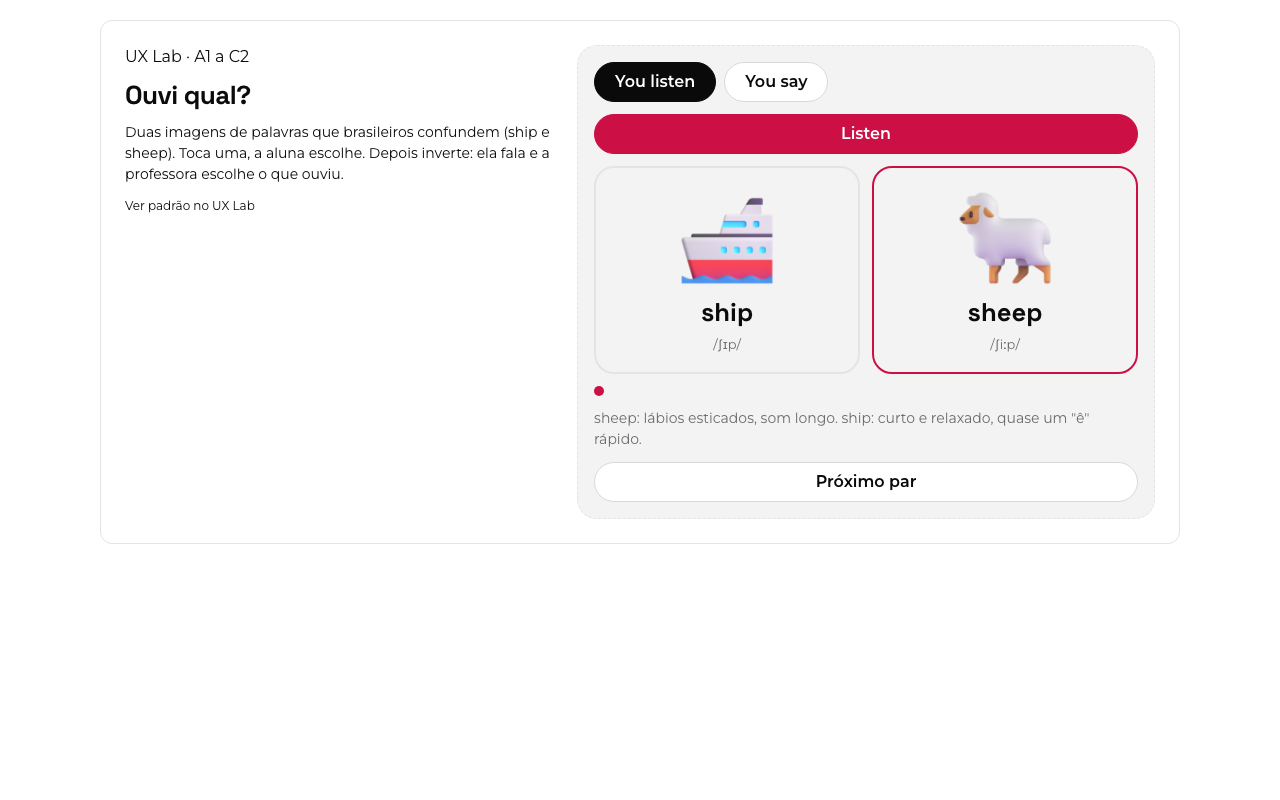 UX Lab · A1 a C2
Ouvi qual?
Duas imagens de palavras que brasileiros confundem (ship e
sheep). Toca uma, a aluna escolhe. Depois inverte: ela fala e a
professora escolhe o que ouviu.
Ver padrão no UX Lab
You listen
You say
Listen
ship
/ʃɪp/
sheep
/ʃiːp/
sheep: lábios esticados, som longo. ship: curto e relaxado, quase um "ê"
rápido.
Próximo par